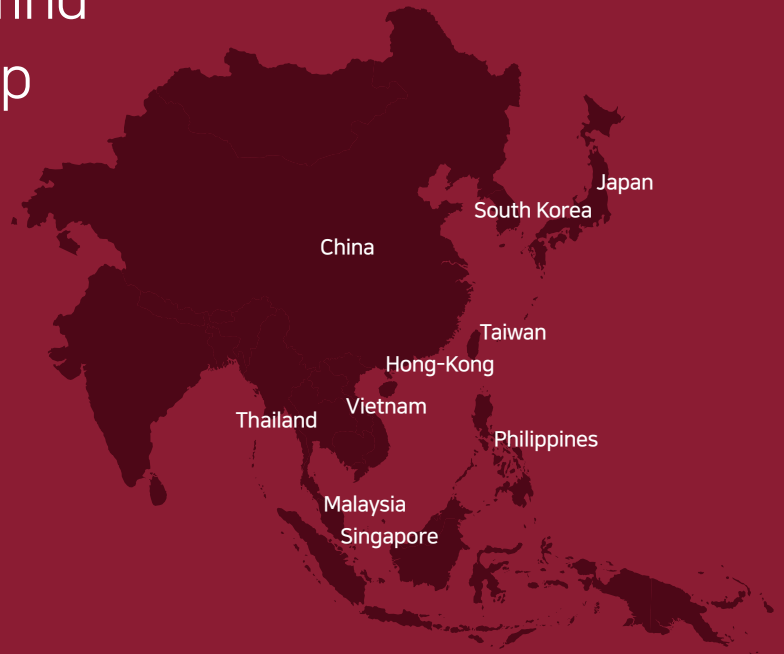 p
Japan
South Korea
China
Taiwan
Hong-Kong
Vietnam
Thailand
Philippines
Malaysia
Singapore